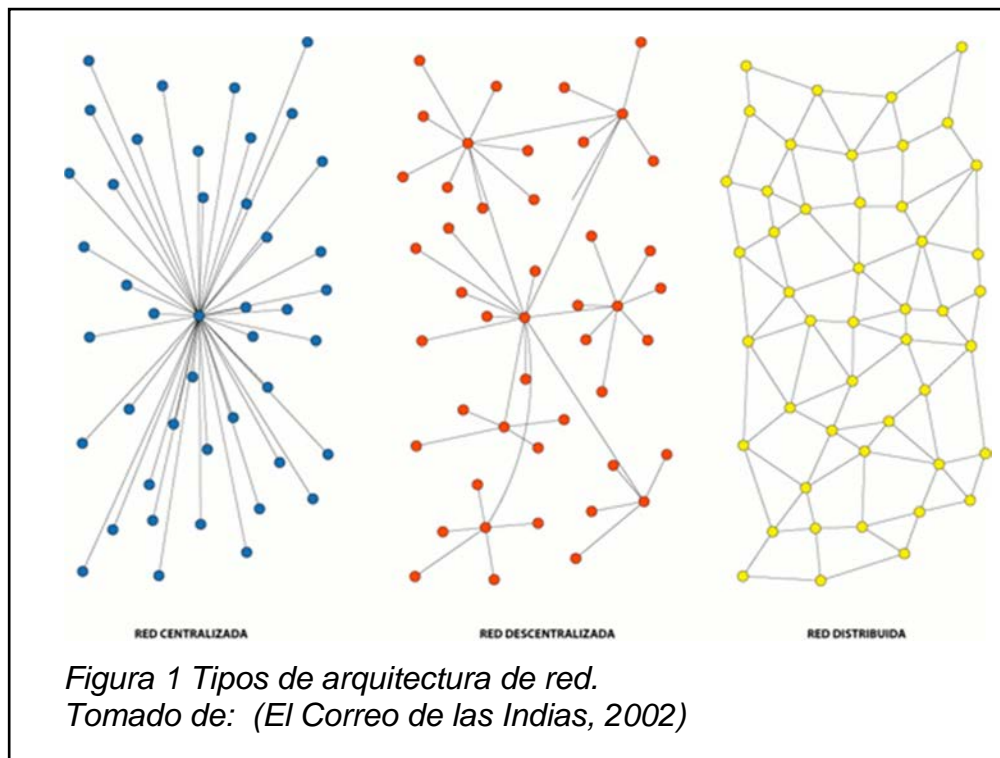 RED CENTRALIZADA
RED DESCENTRALIZADA
RED DISTRIBUIDA
Figura 1 Tipos de arquitectura de red.
Tomado de: (El Correo de las Indias, 2002)